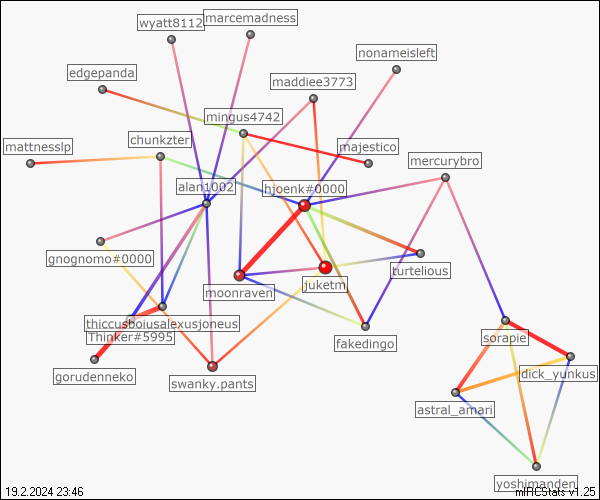 marcemadness
wyatt8112
nonameisleft
edgepanda
maddiee3773
mingus4742
chunkzter
majestico
mattnesslp
mercurybro
alan1002
hjoenk#0000
gnognomo#0000
turtelious
moonraven
juketm
thiccusboiusalexusjoneus
Thinker#5995
fakedingo
sorapie
gorudenneko
swanky.pants
dick_yunkus
astral_amari
yoshimanden
19.2.2024 23:46
mIRCStats v1.25